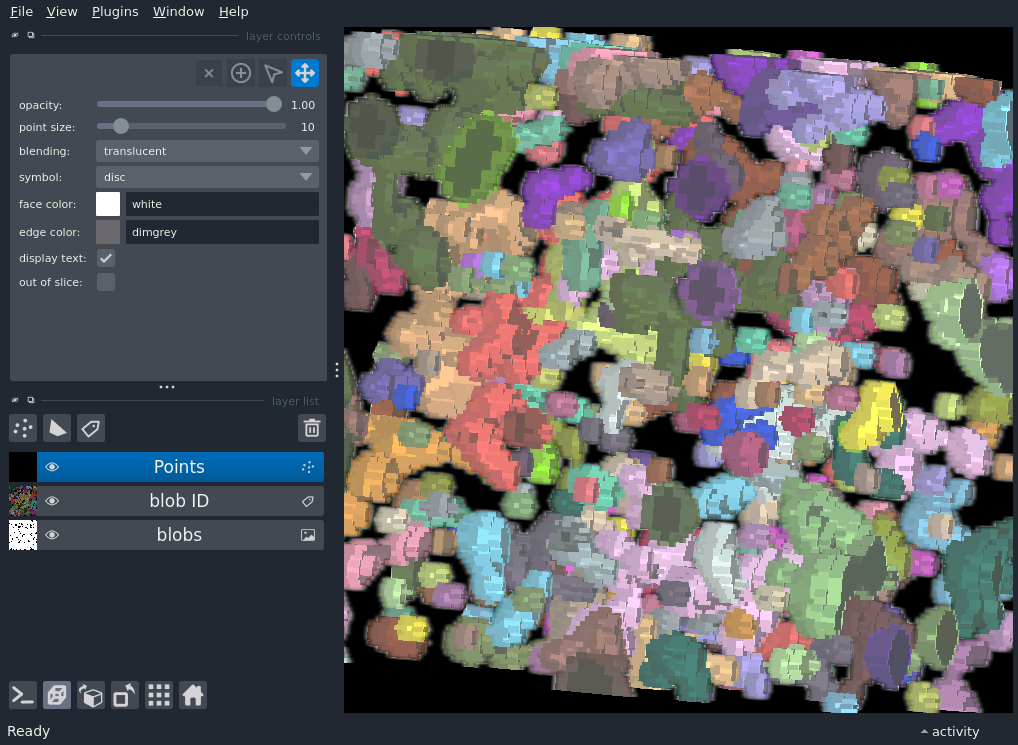 File View Plugins Window Help
layer controls
opacity: 1.00
point size: 10
blending: translucent
symbol: disc
face color: white
edge color: dimgrey
display text:
out of slice:
layer list
Points
blob ID
blobs
Ready
activity